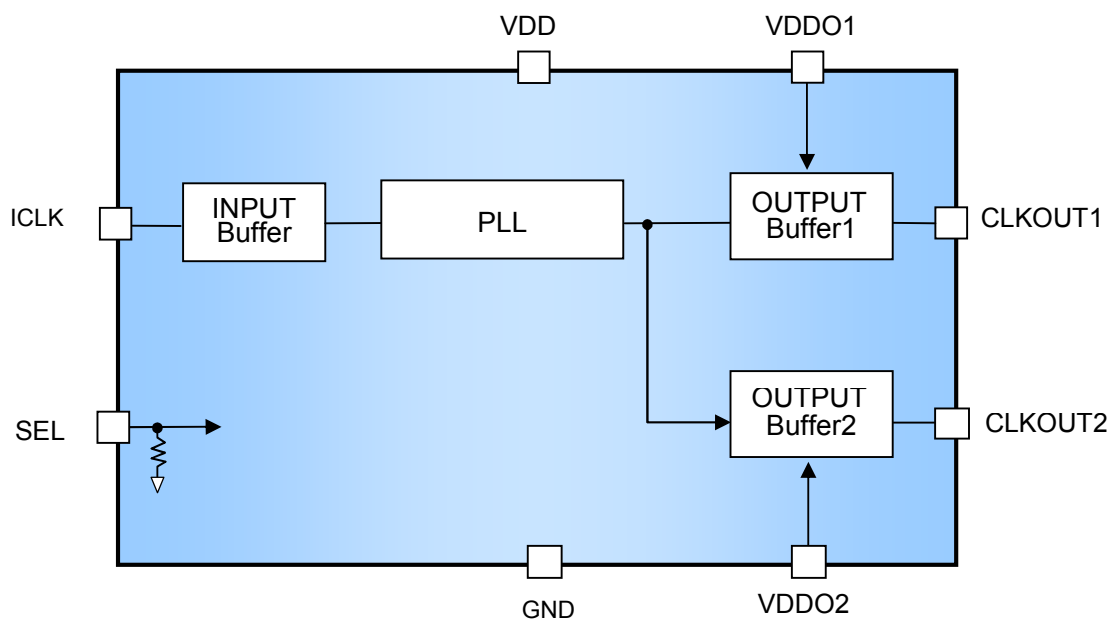 VDD
VDDO1
ICLK
INPUT
Buffer
PLL
OUTPUT
Buffer1
CLKOUT1
SEL
OUTPUT
Buffer2
CLKOUT2
GND
VDDO2